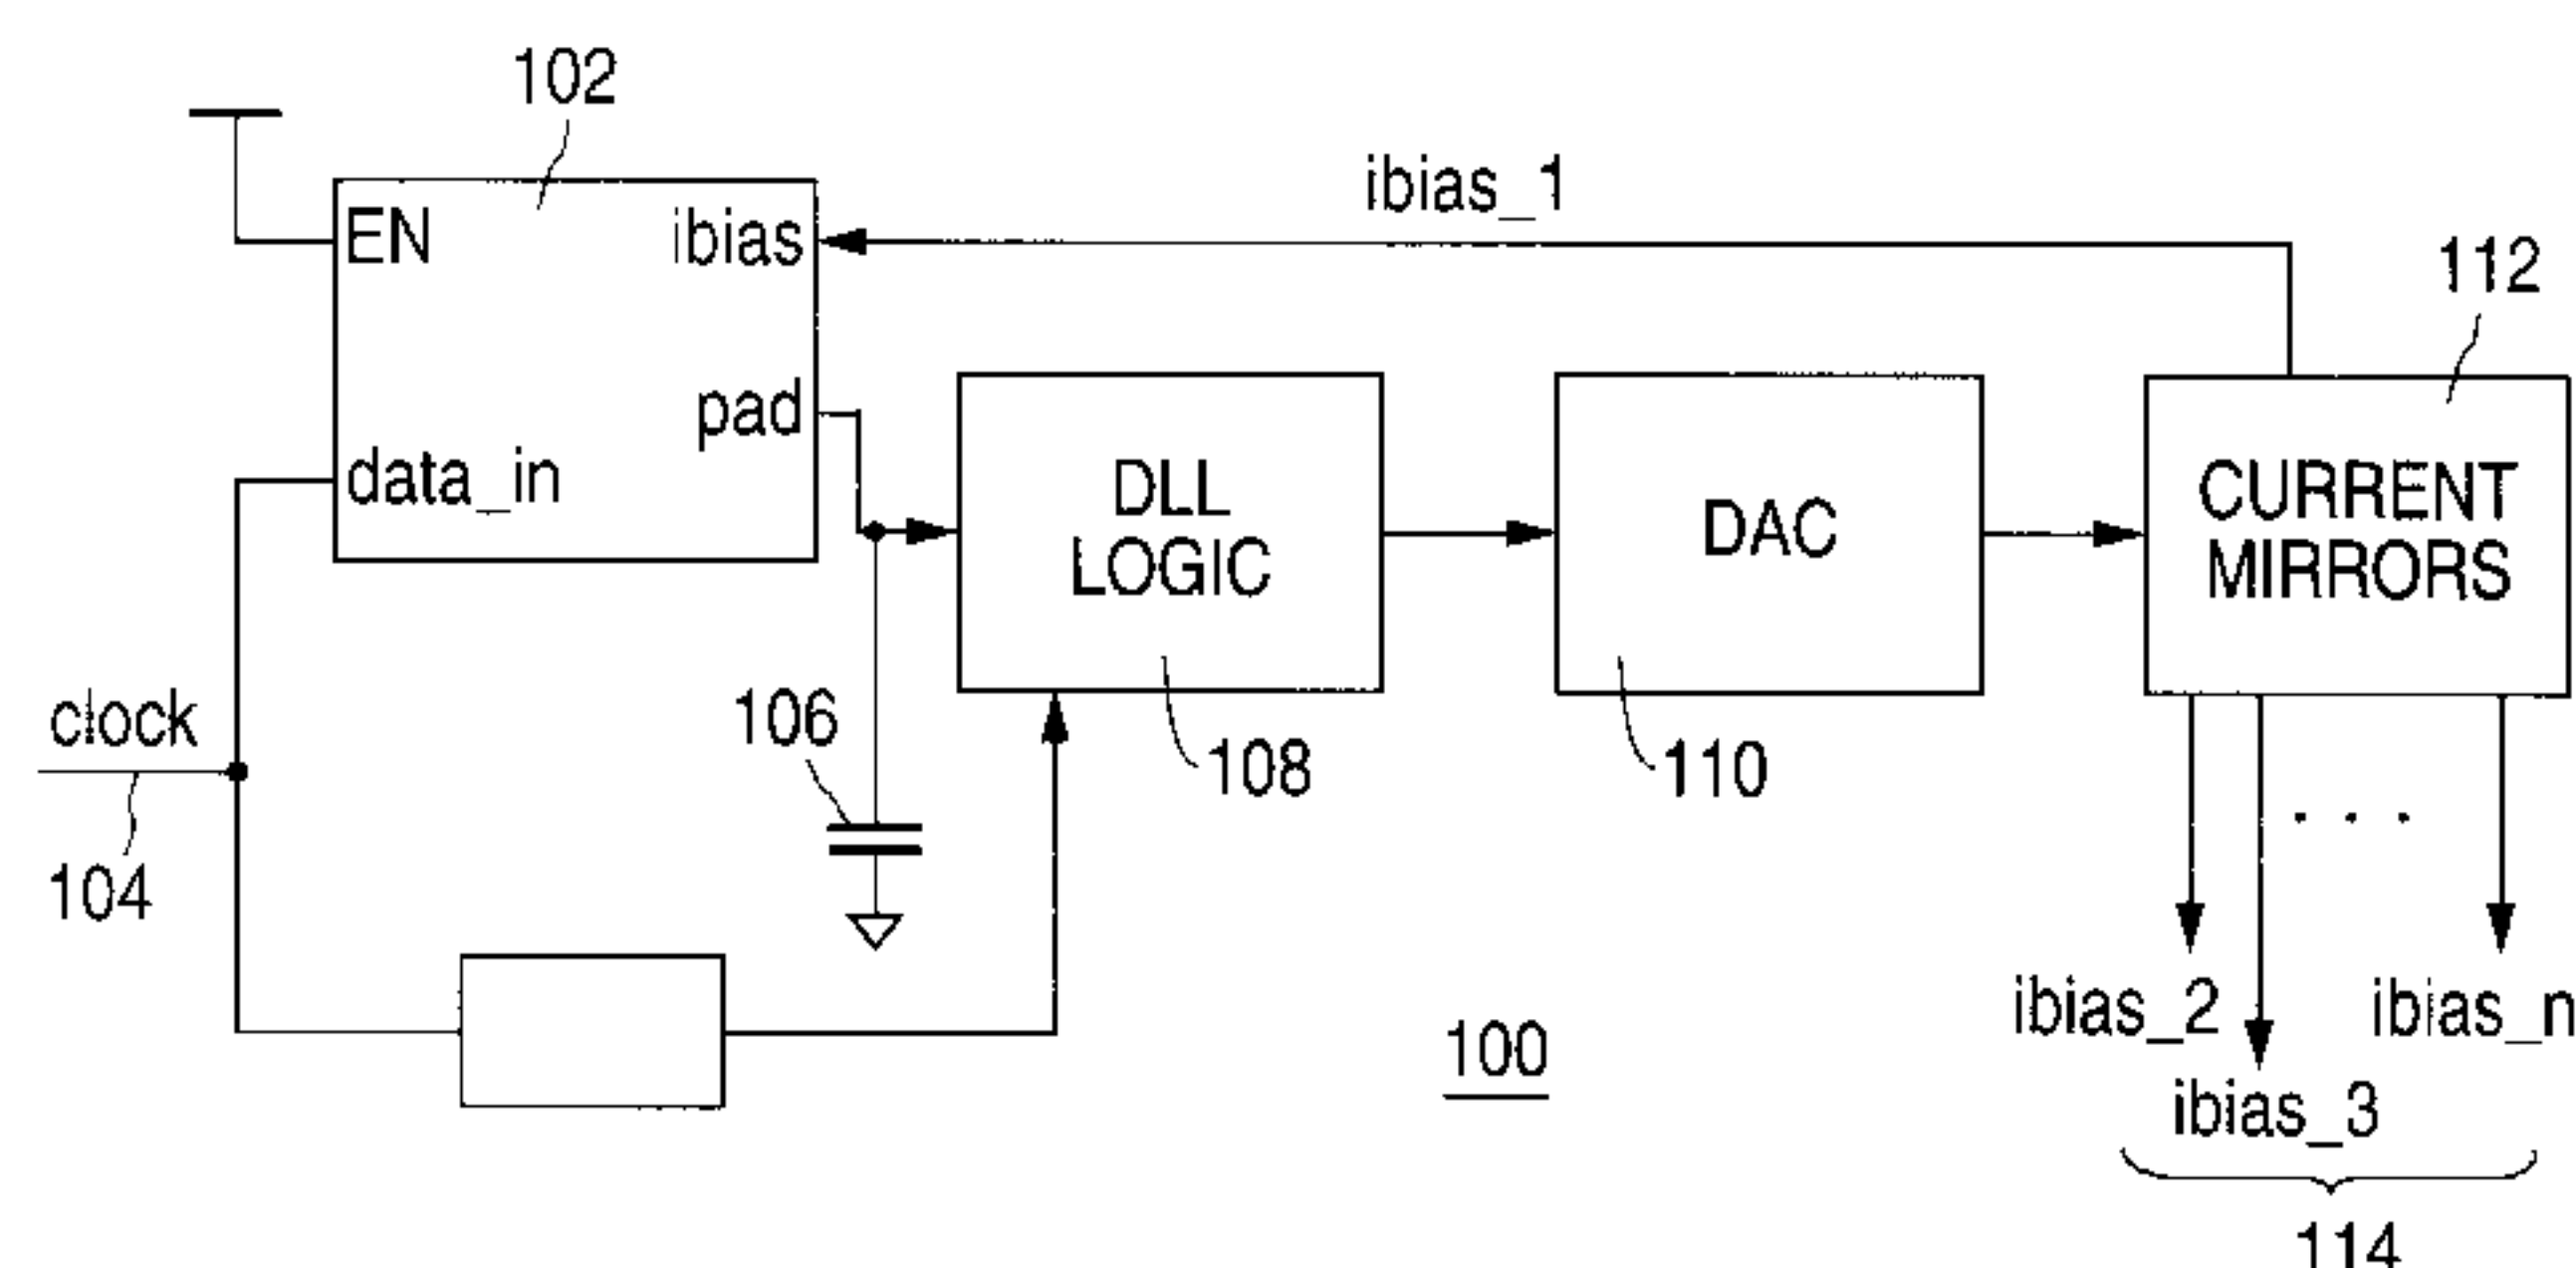 102
ibias_1
EN
ibias
112
pad
data_in
DLL
LOGIC
DAC
CURRENT
MIRRORS
clock
106
108
110
. . .
104
ibias_2
ibias_n
100
ibias_3
114